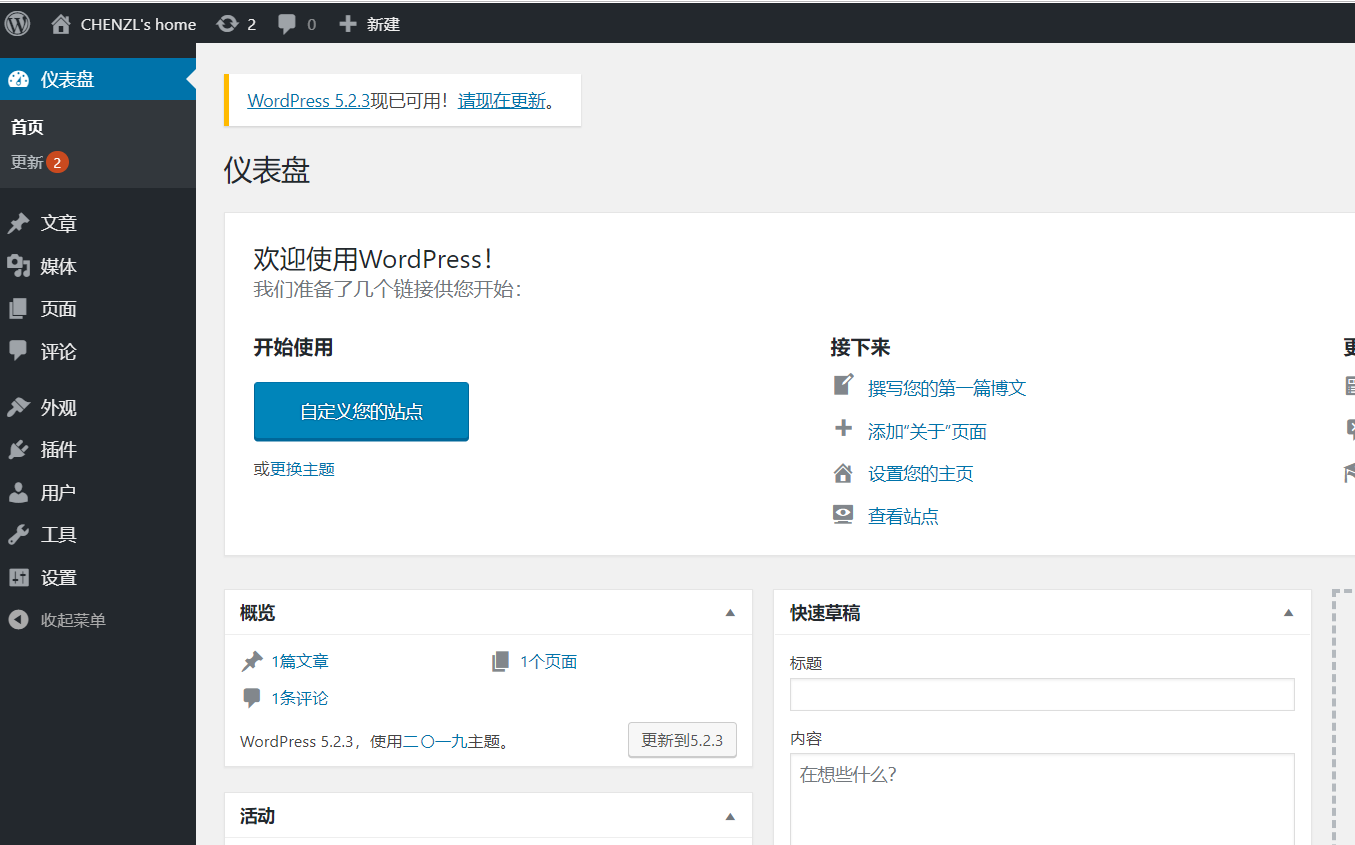 CHENZL's home 2 0 新建
仪表盘
首页
更新 2
文章
媒体
页面
评论
外观
插件
用户
工具
设置
收起菜单
WordPress 5.2.3现已可用！请现在更新。
仪表盘
欢迎使用WordPress！
我们准备了几个链接供您开始：
开始使用
自定义您的站点
或更换主题
接下来
撰写您的第一篇博文
添加“关于”页面
设置您的主页
查看站点
概览
1篇文章
1个页面
1条评论
WordPress 5.2.3，使用二〇一九主题。
更新到5.2.3
活动
快速草稿
标题
内容
在想些什么？